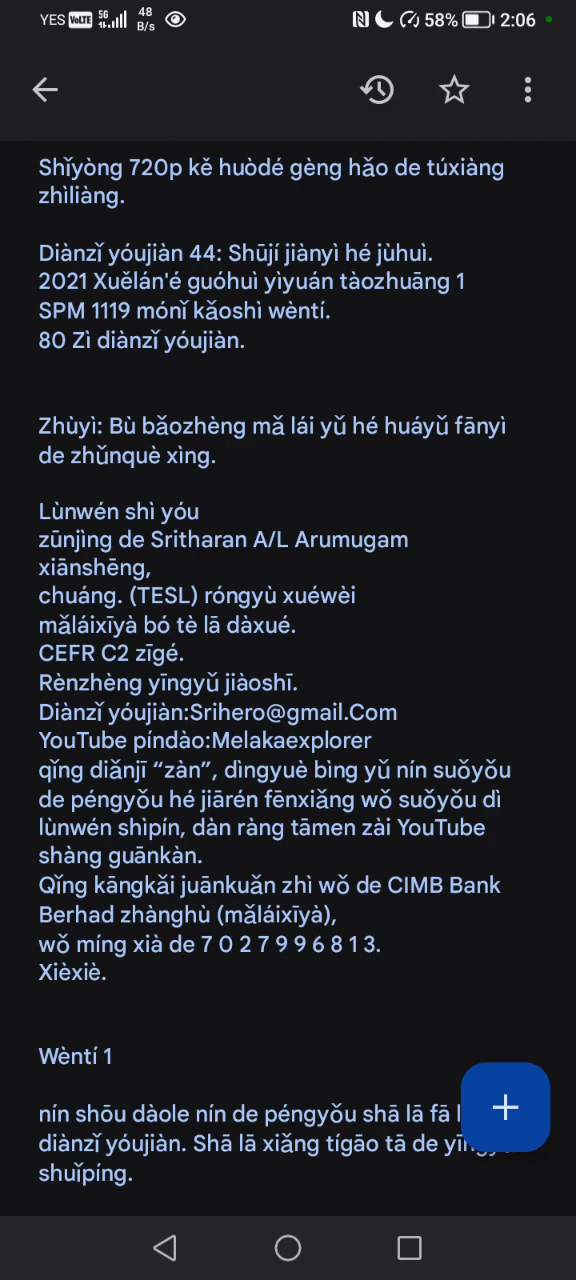 YES VoLTE 5G 48 B/s 58% 2:06
Shǐyòng 720p kě huòdé gèng hǎo de túxiàng
zhìliàng.
Diànzǐ yóujiàn 44: Shūjí jiànyì hé jùhuì.
2021 Xuělán'é guóhuì yìyuán tàozhuāng 1
SPM 1119 mónǐ kǎoshì wèntí.
80 Zì diànzǐ yóujiàn.
Zhùyì: Bù bǎozhèng mǎ lái yǔ hé huáyǔ fānyì
de zhǔnquè xìng.
Lùnwén shì yóu
zūnjìng de Sritharan A/L Arumugam
xiānshēng,
chuáng. (TESL) róngyù xuéwèi
mǎláixīyà bó tè lā dàxué.
CEFR C2 zīgé.
Rènzhèng yīngyǔ jiàoshī.
Diànzǐ yóujiàn:Srihero@gmail.Com
YouTube píndào:Melakaexplorer
qǐng diǎnjī “zàn”, dìngyuè bìng yǔ nín suǒyǒu
de péngyǒu hé jiārén fēnxiǎng wǒ suǒyǒu dì
lùnwén shìpín, dàn ràng tāmen zài YouTube
shàng guānkàn.
Qǐng kāngkǎi juānkuǎn zhì wǒ de CIMB Bank
Berhad zhànghù (mǎláixīyà),
wǒ míng xià de 7 0 2 7 9 9 6 8 1 3.
Xièxiè.
Wèntí 1
nín shōu dàole nín de péngyǒu shā lā fā
diànzǐ yóujiàn. Shā lā xiǎng tígāo tā de
shuǐpíng.